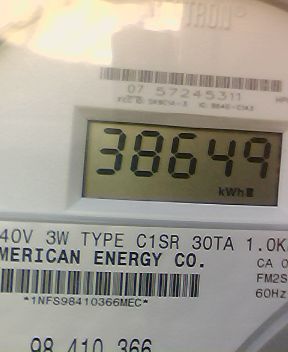 TRON®
07 57245311
38649
kWh
40V 3W TYPE C1SR 30TA 1.0K
MERICAN ENERGY CO.
CA 0
FM2S
*1NFS98410366MEC*
60Hz
98 410 366